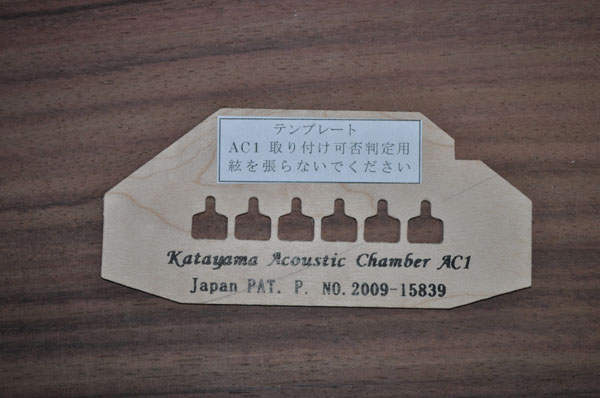 テンプレート
AC1 取り付け可否判定用
絃を張らないでください
Katayama Acoustic Chamber AC1
Japan PAT. P. NO. 2009-15839